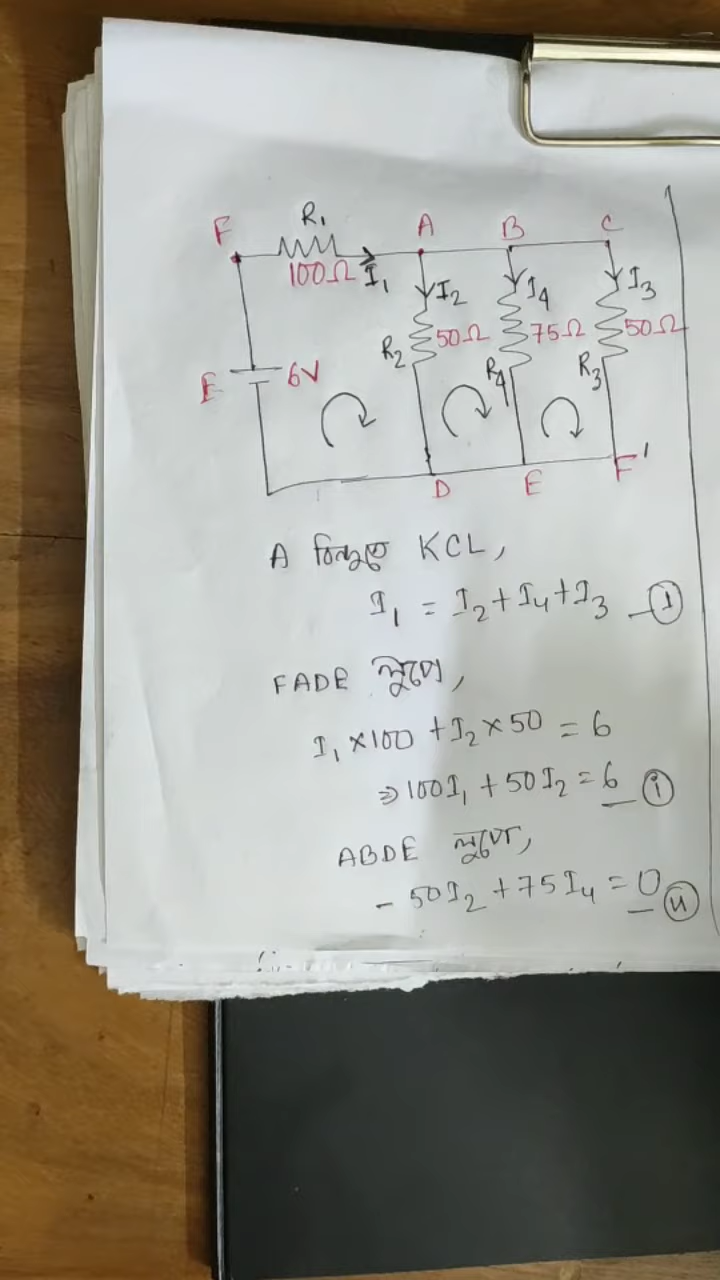 R₁
F
A
B
C
100Ω
I₁
I₂
I₄
I₃
R₂
50Ω
R₄
75Ω
R₃
50Ω
E
6V
D
E
F'
A বিন্দুতে KCL,
I₁ = I₂ + I₄ + I₃ — ①
FADE লুপে,
I₁ × 100 + I₂ × 50 = 6
⇒ 100I₁ + 50I₂ = 6 — (i)
ABDE লুপে,
- 50I₂ + 75I₄ = 0 — (ii)